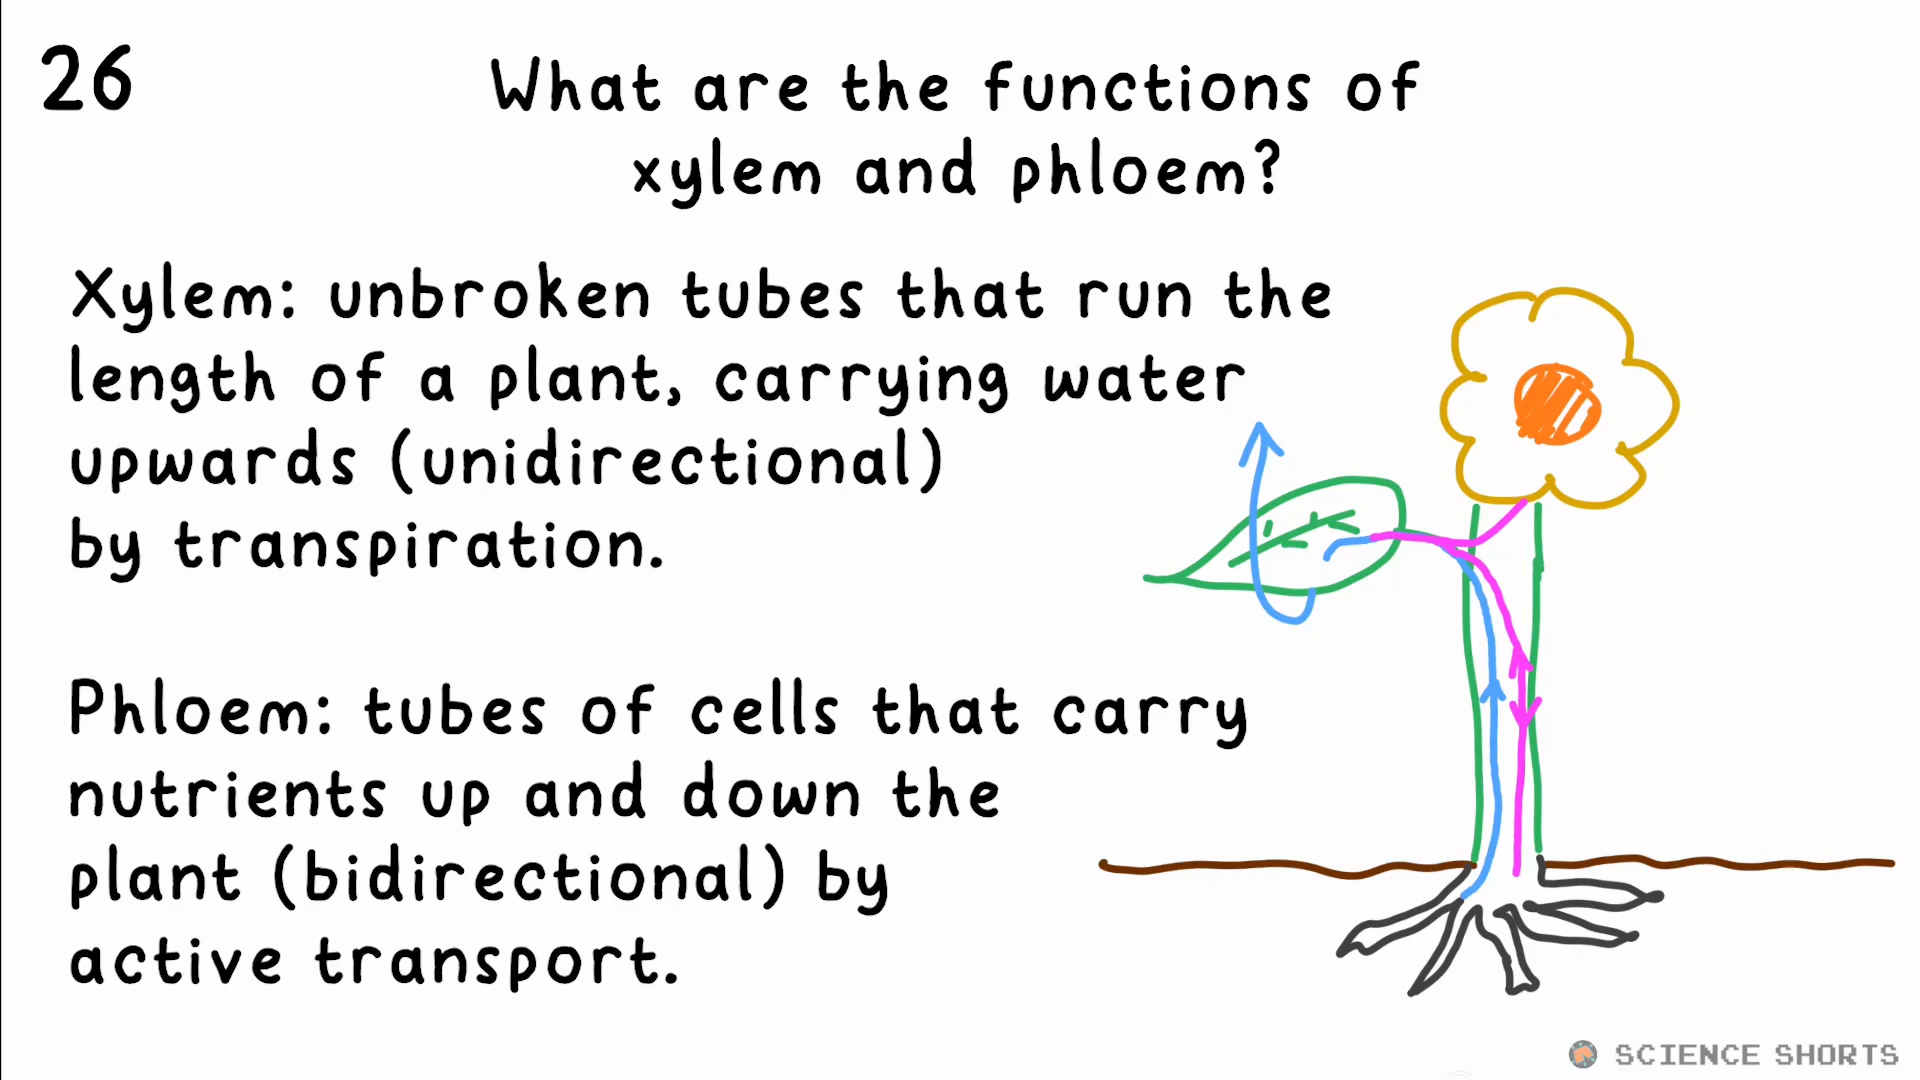 26
What are the functions of
xylem and phloem?
Xylem: unbroken tubes that run the
length of a plant, carrying water
upwards (unidirectional)
by transpiration.
Phloem: tubes of cells that carry
nutrients up and down the
plant (bidirectional) by
active transport.
SCIENCE SHORTS